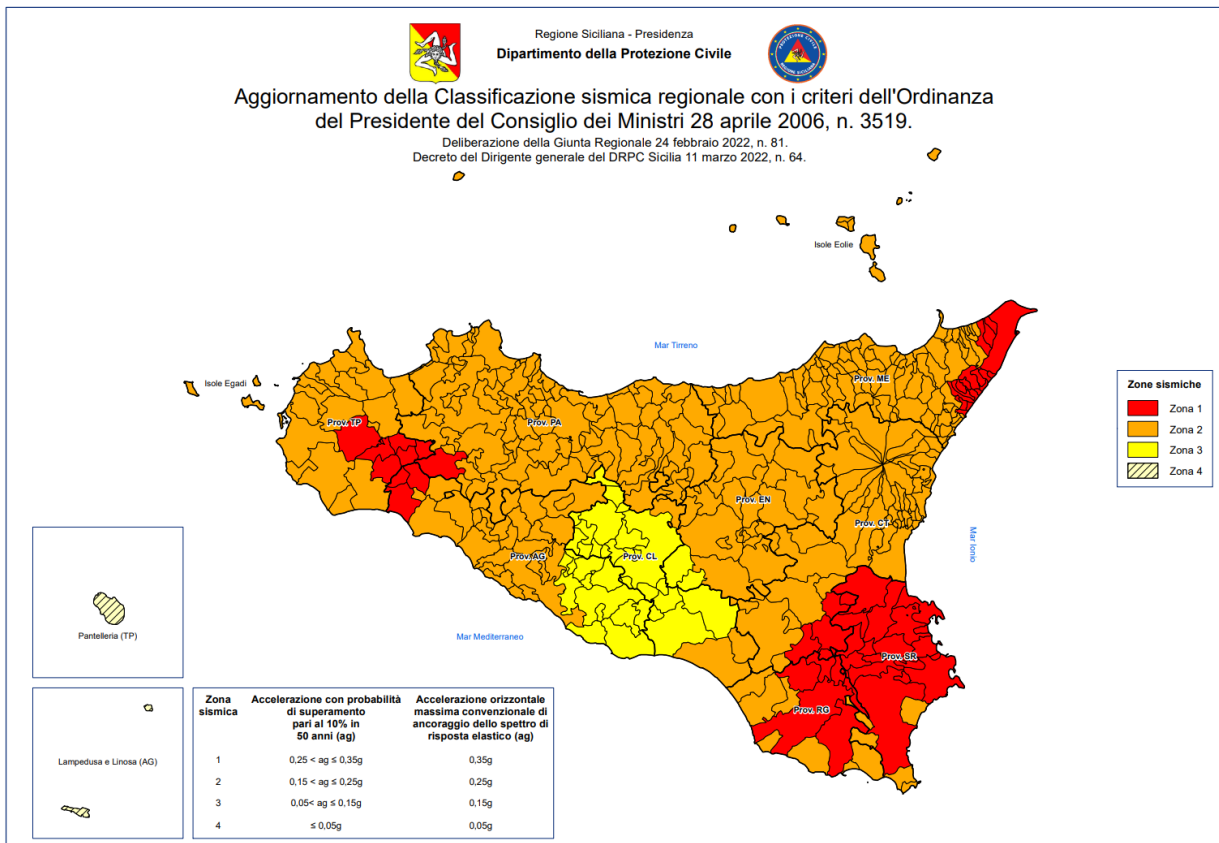 Regione Siciliana - Presidenza
Dipartimento della Protezione Civile
Aggiornamento della Classificazione sismica regionale con i criteri dell'Ordinanza
del Presidente del Consiglio dei Ministri 28 aprile 2006, n. 3519.
Deliberazione della Giunta Regionale 24 febbraio 2022, n. 81.
Decreto del Dirigente generale del DRPC Sicilia 11 marzo 2022, n. 64.
Isole Eolie
Mar Tirreno
Isole Egadi
Prov. ME
Prov. TP
Prov. PA
Prov. EN
Prov. CT
Prov. AG
Prov. CL
Mar Ionio
Mar Mediterraneo
Prov. SR
Prov. RG
Zone sismiche
Zona 1
Zona 2
Zona 3
Zona 4
Pantelleria (TP)
Lampedusa e Linosa (AG)
Zona Accelerazione con probabilità Accelerazione orizzontale
sismica di superamento massima convenzionale di
pari al 10% in ancoraggio dello spettro di
50 anni (ag) risposta elastico (ag)
1 0,25 < ag ≤ 0,35g 0,35g
2 0,15 < ag ≤ 0,25g 0,25g
3 0,05< ag ≤ 0,15g 0,15g
4 ≤ 0,05g 0,05g